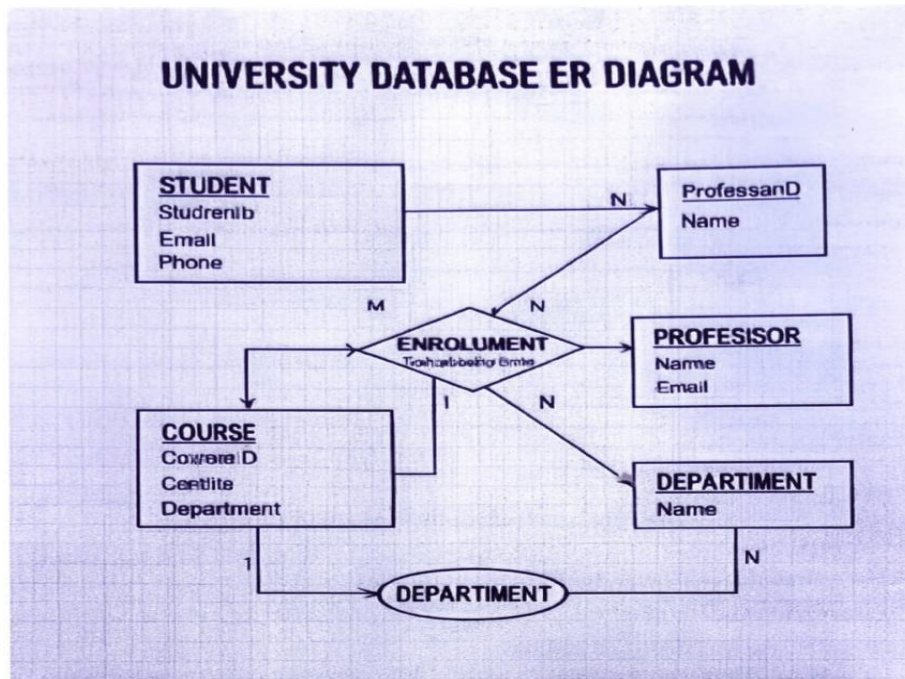 UNIVERSITY DATABASE ER DIAGRAM
STUDENT
Studrenib
Email
Phone
N
ProfessanD
Name
M
N
ENROLUMENT
PROFESISOR
Name
Email
1
N
COURSE
Centlite
Department
DEPARTIMENT
Name
1
N
DEPARTIMENT